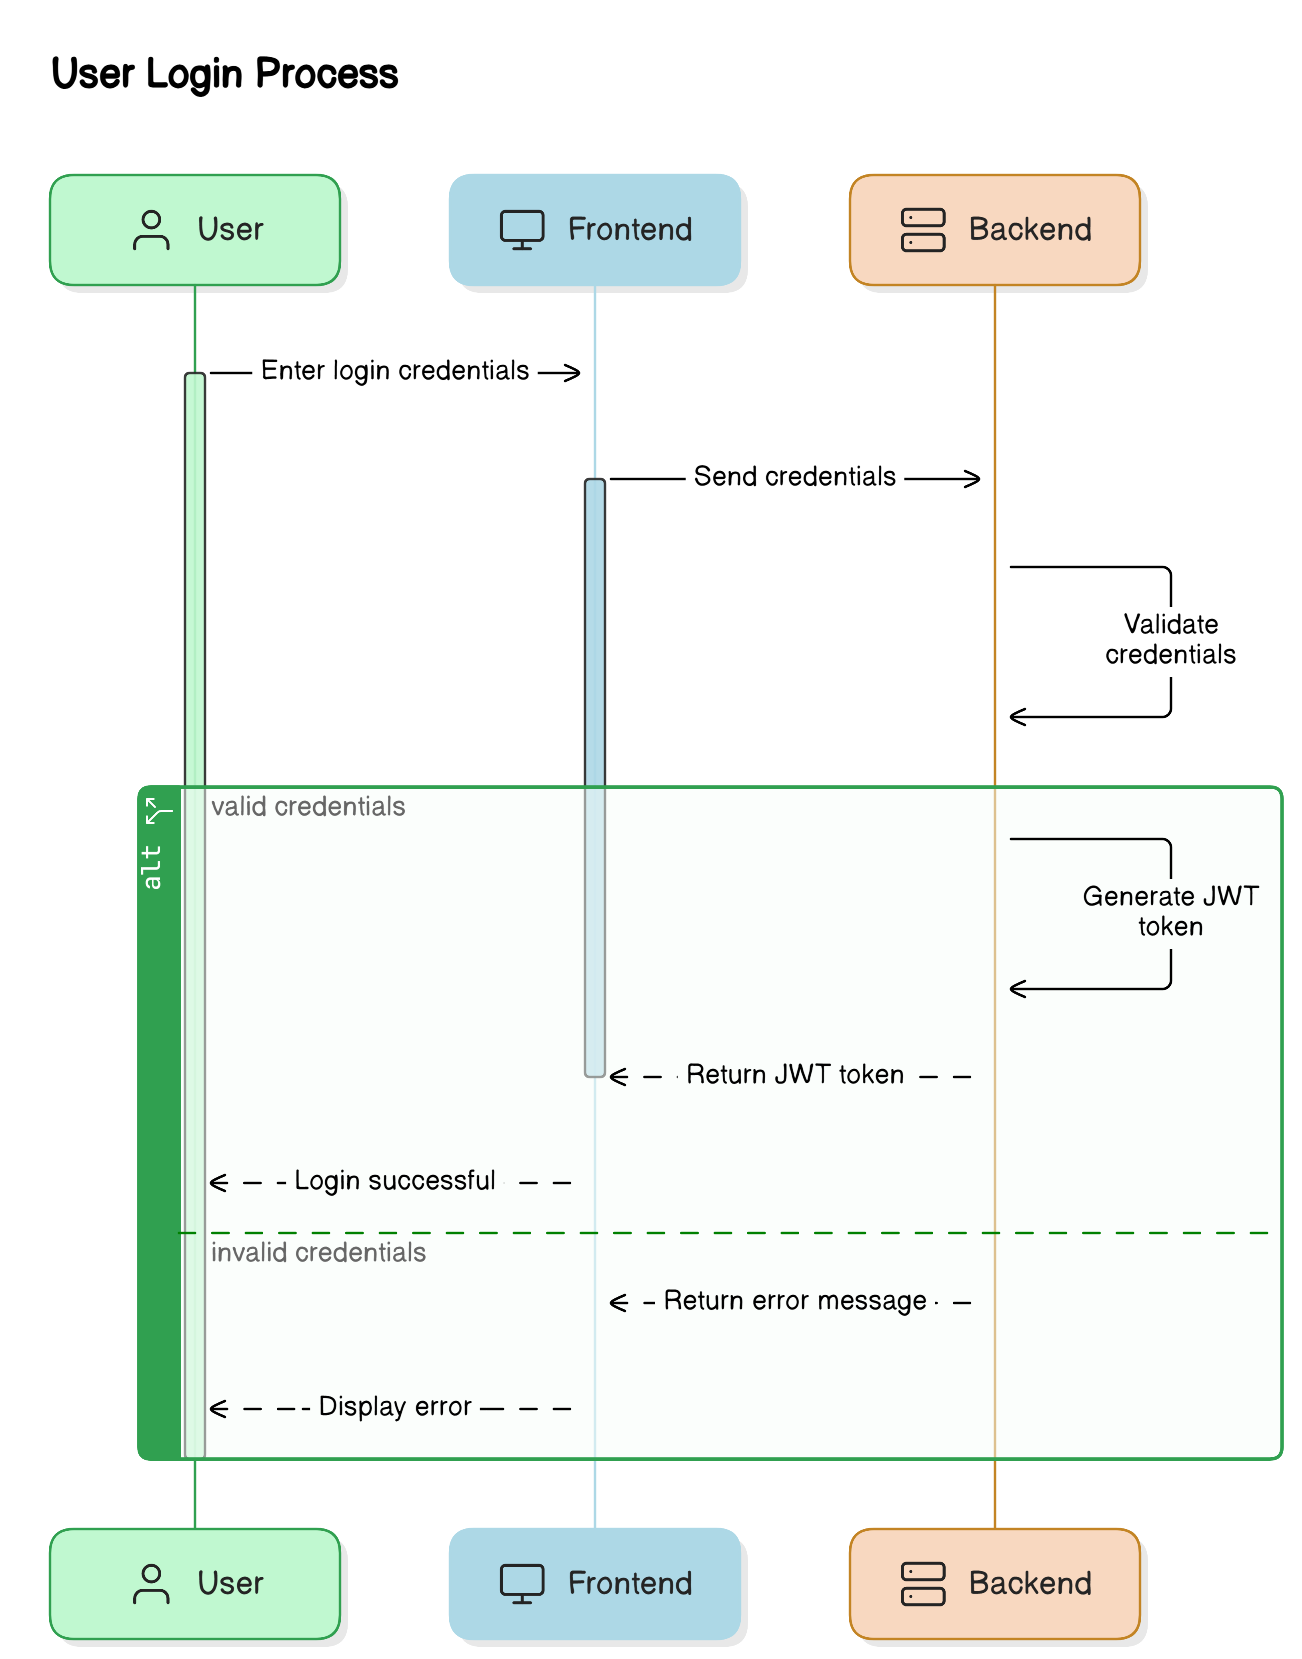 User Login Process
User
Frontend
Backend
Enter login credentials
Send credentials
Validate
credentials
alt
valid credentials
Generate JWT
token
Return JWT token
Login successful
invalid credentials
Return error message
Display error
User
Frontend
Backend